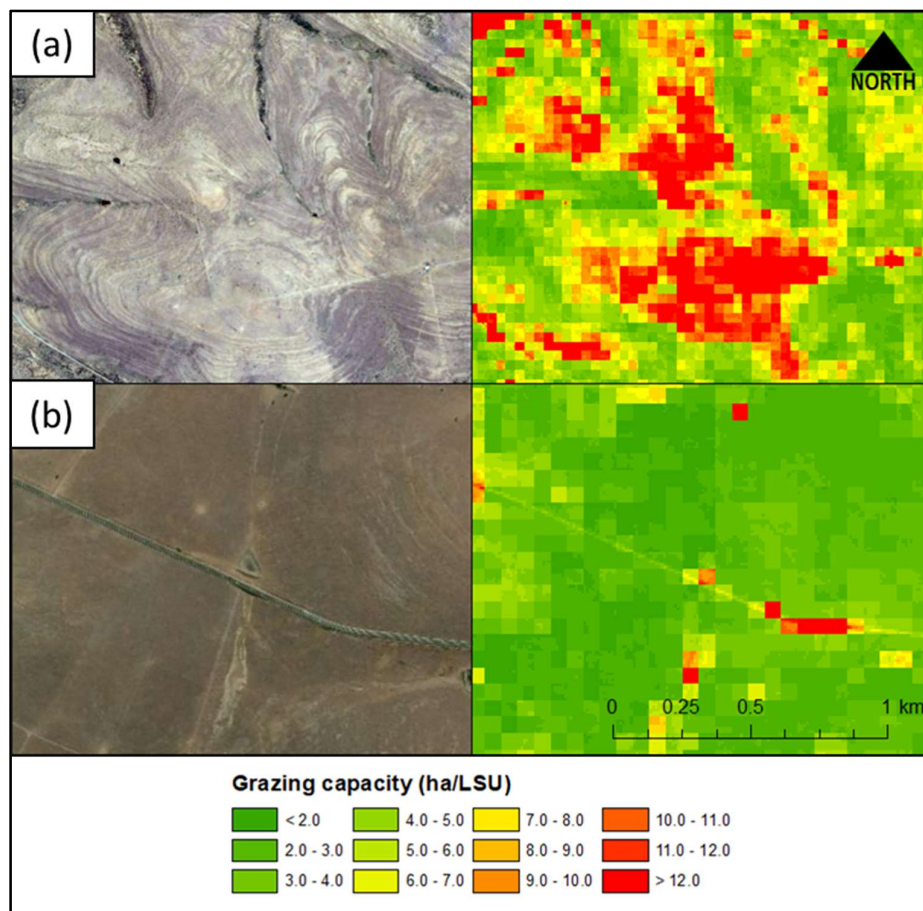 (a)
NORTH
(b)
0 0.25 0.5 1 km
Grazing capacity (ha/LSU)
< 2.0 4.0 - 5.0 7.0 - 8.0 10.0 - 11.0
2.0 - 3.0 5.0 - 6.0 8.0 - 9.0 11.0 - 12.0
3.0 - 4.0 6.0 - 7.0 9.0 - 10.0 > 12.0